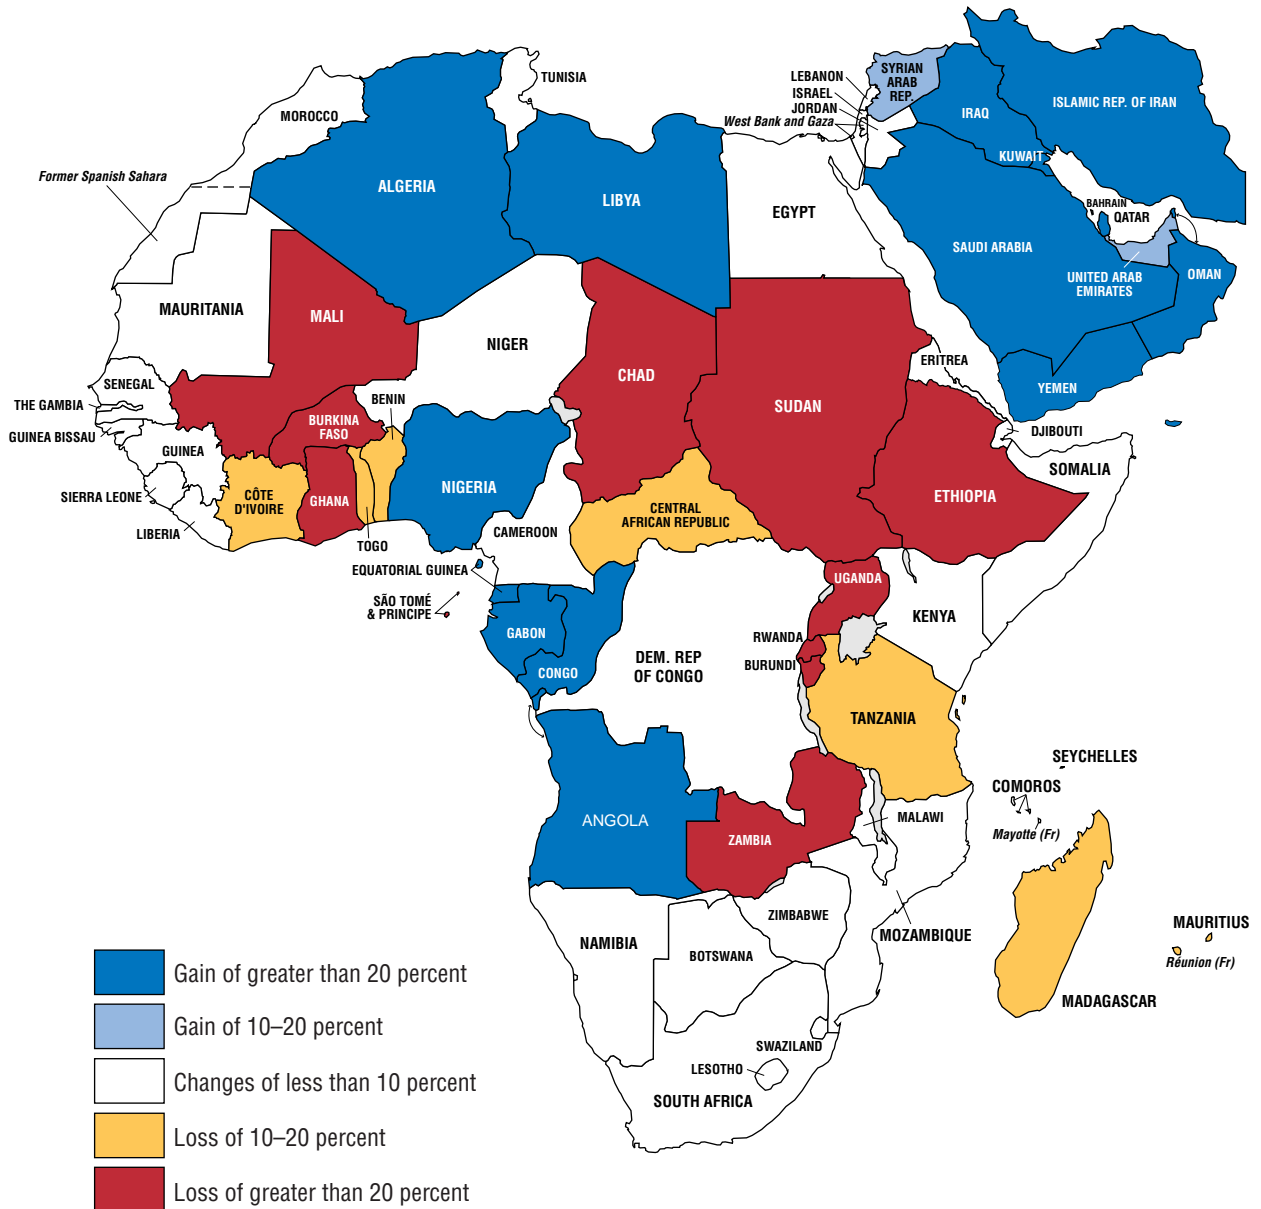 TUNISIA
LEBANON
ISRAEL
JORDAN
West Bank and Gaza
SYRIAN
ARAB
REP.
IRAQ
ISLAMIC REP. OF IRAN
MOROCCO
KUWAIT
Former Spanish Sahara
ALGERIA
LIBYA
EGYPT
BAHRAIN
QATAR
SAUDI ARABIA
UNITED ARAB
EMIRATES
OMAN
MAURITANIA
MALI
NIGER
CHAD
SUDAN
ERITREA
YEMEN
SENEGAL
THE GAMBIA
GUINEA BISSAU
GUINEA
BURKINA
FASO
BENIN
DJIBOUTI
SOMALIA
SIERRA LEONE
LIBERIA
CÔTE
D'IVOIRE
GHANA
TOGO
NIGERIA
CAMEROON
CENTRAL
AFRICAN REPUBLIC
ETHIOPIA
EQUATORIAL GUINEA
SÃO TOMÉ
& PRINCIPE
GABON
CONGO
DEM. REP
OF CONGO
UGANDA
RWANDA
BURUNDI
KENYA
TANZANIA
SEYCHELLES
COMOROS
Mayotte (Fr)
ANGOLA
ZAMBIA
MALAWI
ZIMBABWE
MOZAMBIQUE
NAMIBIA
BOTSWANA
MAURITIUS
Réunion (Fr)
MADAGASCAR
SWAZILAND
LESOTHO
SOUTH AFRICA
Gain of greater than 20 percent
Gain of 10–20 percent
Changes of less than 10 percent
Loss of 10–20 percent
Loss of greater than 20 percent